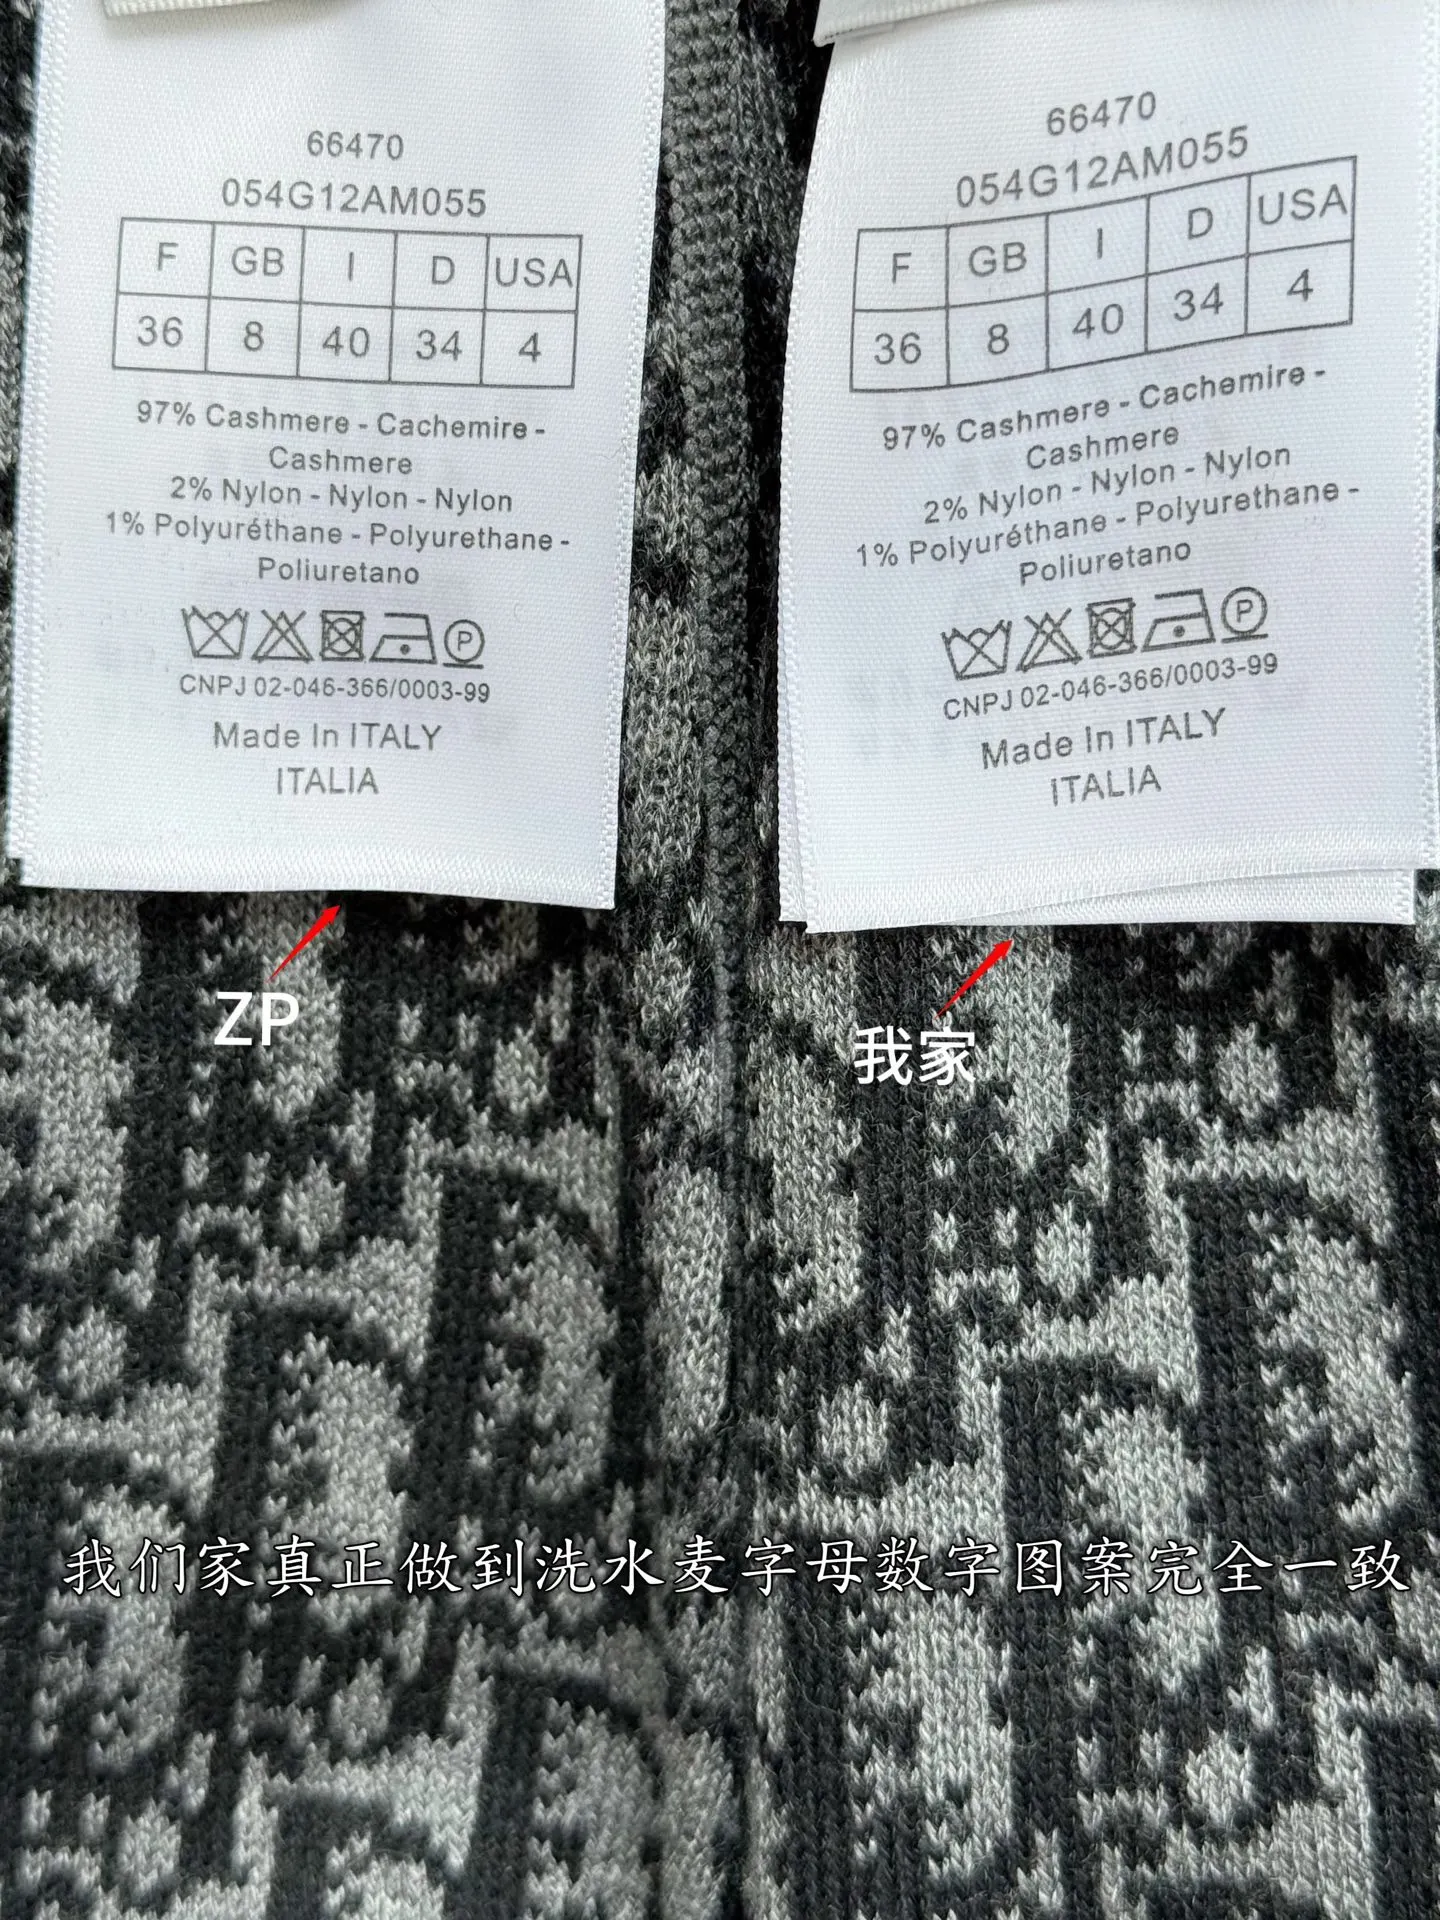 66470
054G12AM055
F GB I D USA
36 8 40 34 4
97% Cashmere - Cachemire -
Cashmere
2% Nylon - Nylon - Nylon
1% Polyuréthane - Polyurethane -
Poliuretano
P
CNPJ 02-046-366/0003-99
Made In ITALY
ITALIA
66470
054G12AM055
F GB I D USA
36 8 40 34 4
97% Cashmere - Cachemire -
Cashmere
2% Nylon - Nylon - Nylon
1% Polyuréthane - Polyurethane -
Poliuretano
P
CNPJ 02-046-366/0003-99
Made In ITALY
ITALIA
ZP
我家
我们家真正做到洗水麦字母数字图案完全一致